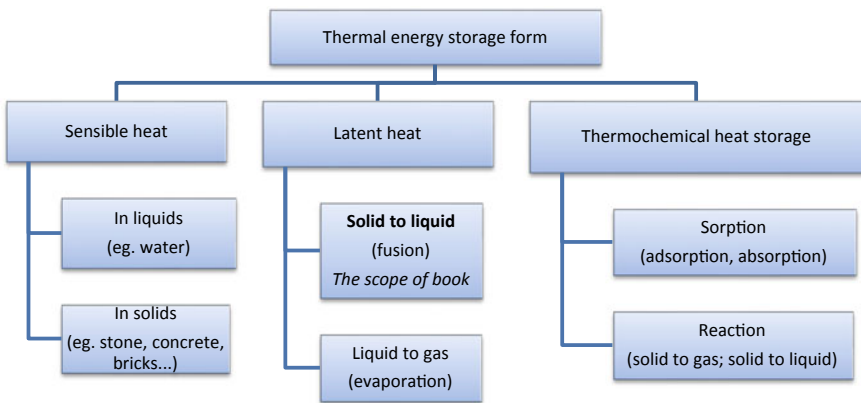 Thermal energy storage form
Sensible heat
Latent heat
Thermochemical heat storage
In liquids
(eg. water)
In solids
(eg. stone, concrete,
bricks...)
Solid to liquid
(fusion)
The scope of book
Liquid to gas
(evaporation)
Sorption
(adsorption, absorption)
Reaction
(solid to gas; solid to liquid)